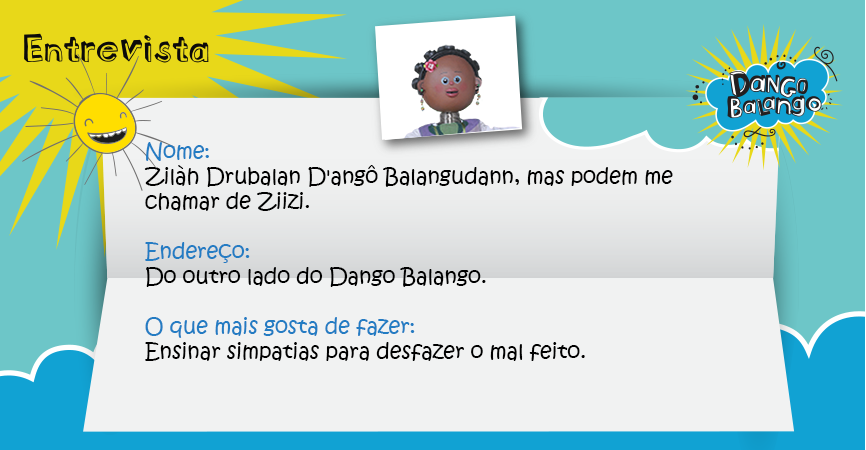 Entrevista
Dango
Balango
Nome:
Zilàh Drubalan D'angô Balangudann, mas podem me
chamar de Ziizi.
Endereço:
Do outro lado do Dango Balango.
O que mais gosta de fazer:
Ensinar simpatias para desfazer o mal feito.